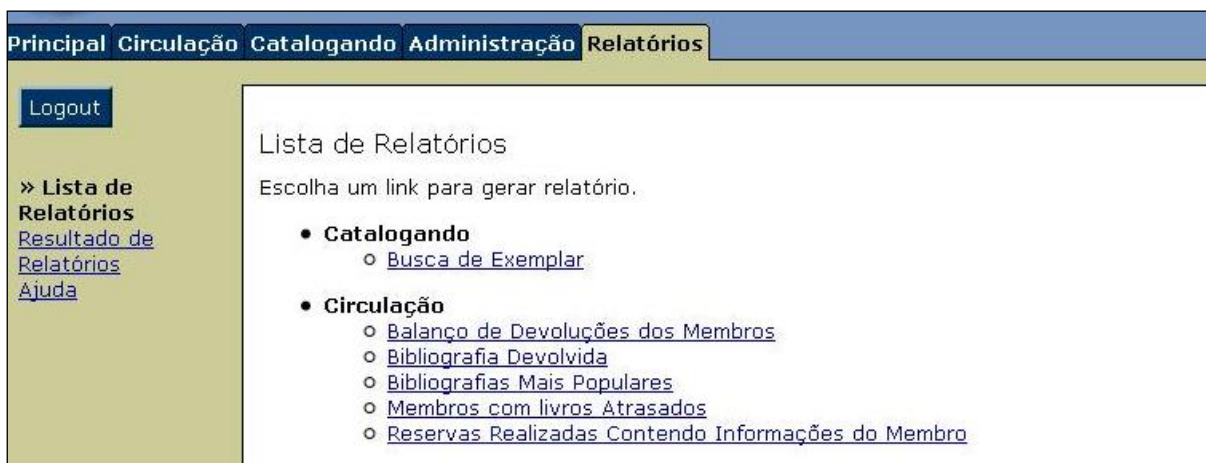 Principal Circulação Catalogando Administração Relatórios
Logout
» Lista de
Relatórios
Resultado de
Relatórios
Ajuda
Lista de Relatórios
Escolha um link para gerar relatório.
• Catalogando
o Busca de Exemplar
• Circulação
o Balanço de Devoluções dos Membros
o Bibliografia Devolvida
o Bibliografias Mais Populares
o Membros com livros Atrasados
o Reservas Realizadas Contendo Informações do Membro